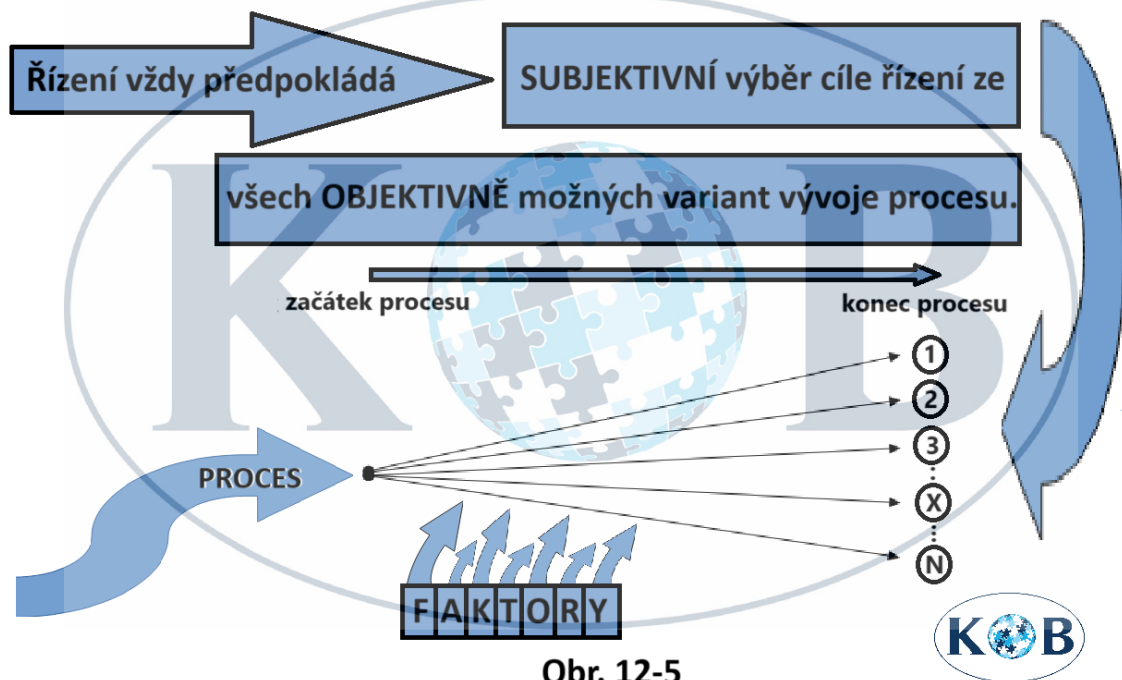 Řízení vždy předpokládá
SUBJEKTIVNÍ výběr cíle řízení ze
všech OBJEKTIVNĚ možných variant vývoje procesu.
začátek procesu
konec procesu
1
2
3
X
N
PROCES
FAKTORY
Obr. 12-5
K B
K B